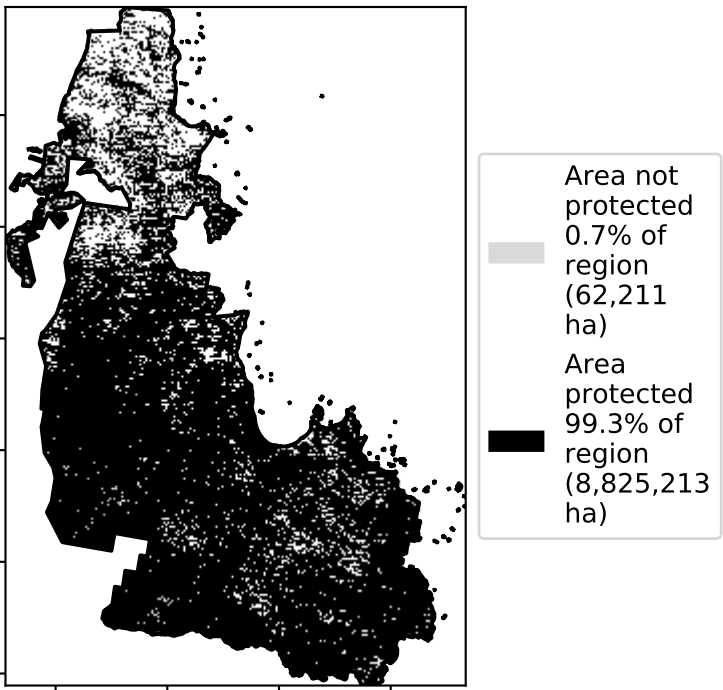 Area not
protected
0.7% of
region
(62,211
ha)
Area
protected
99.3% of
region
(8,825,213
ha)